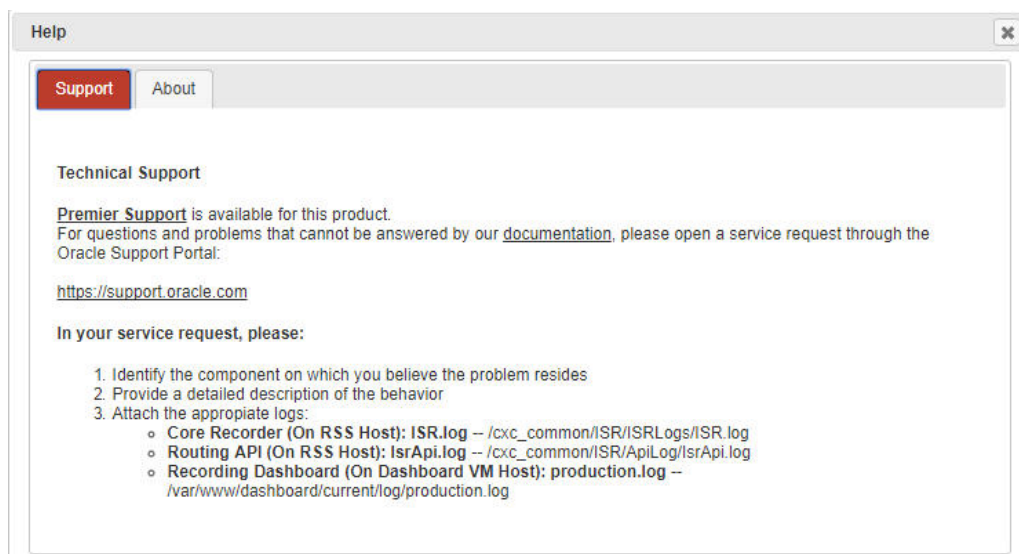 Help
Support
About
Technical Support
Premier Support is available for this product.
For questions and problems that cannot be answered by our documentation, please open a service request through the
Oracle Support Portal:
https://support.oracle.com
In your service request, please:
1. Identify the component on which you believe the problem resides
2. Provide a detailed description of the behavior
3. Attach the appropiate logs:
Core Recorder (On RSS Host): ISR.log -- /cxc_common/ISR/ISRLogs/ISR.log
Routing API (On RSS Host): IsrApi.log -- /cxc_common/ISR/ApiLog/IsrApi.log
Recording Dashboard (On Dashboard VM Host): production.log --
/var/www/dashboard/current/log/production.log